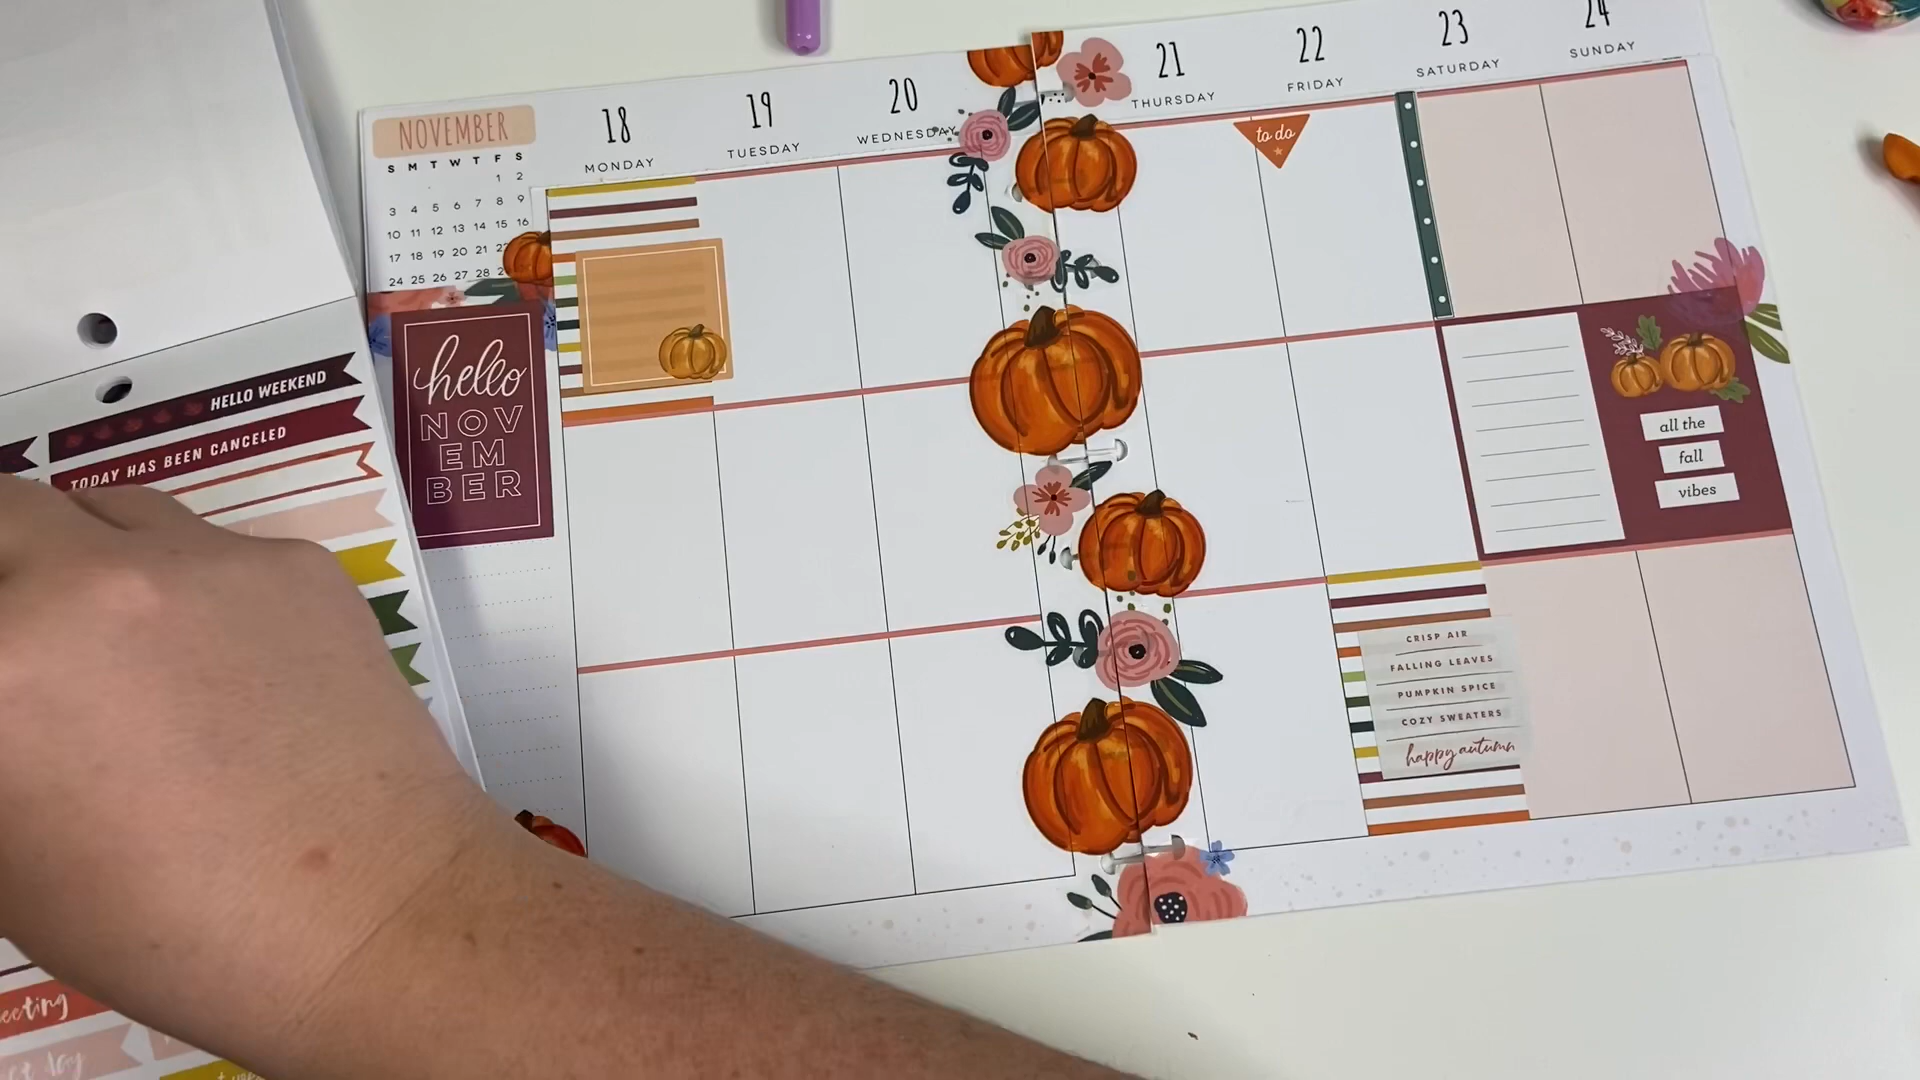 NOVEMBER
S M T W T F S
1 2
3 4 5 6 7 8 9
10 11 12 13 14 15 16
17 18 19 20 21
24 25 26 27 28
18
MONDAY
19
TUESDAY
20
WEDNESDAY
21
THURSDAY
22
FRIDAY
23
SATURDAY
24
SUNDAY
to do
hello
NOV
EM
BER
HELLO WEEKEND
TODAY HAS BEEN CANCELED
all the
fall
vibes
CRISP AIR
FALLING LEAVES
PUMPKIN SPICE
COZY SWEATERS
happy autumn